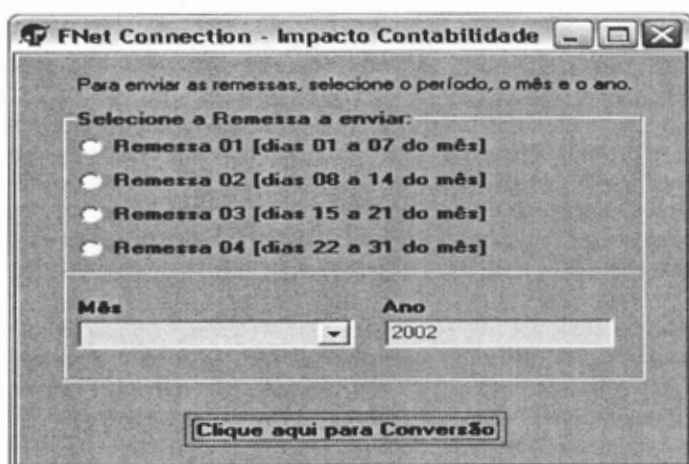 FNet Connection - Impacto Contabilidade
Para enviar as remessas, selecione o período, o mês e o ano.
Selecione a Remessa a enviar:
Remessa 01 [dias 01 a 07 do mês]
Remessa 02 [dias 08 a 14 do mês]
Remessa 03 [dias 15 a 21 do mês]
Remessa 04 [dias 22 a 31 do mês]
Mês Ano
2002
Clique aqui para Conversão